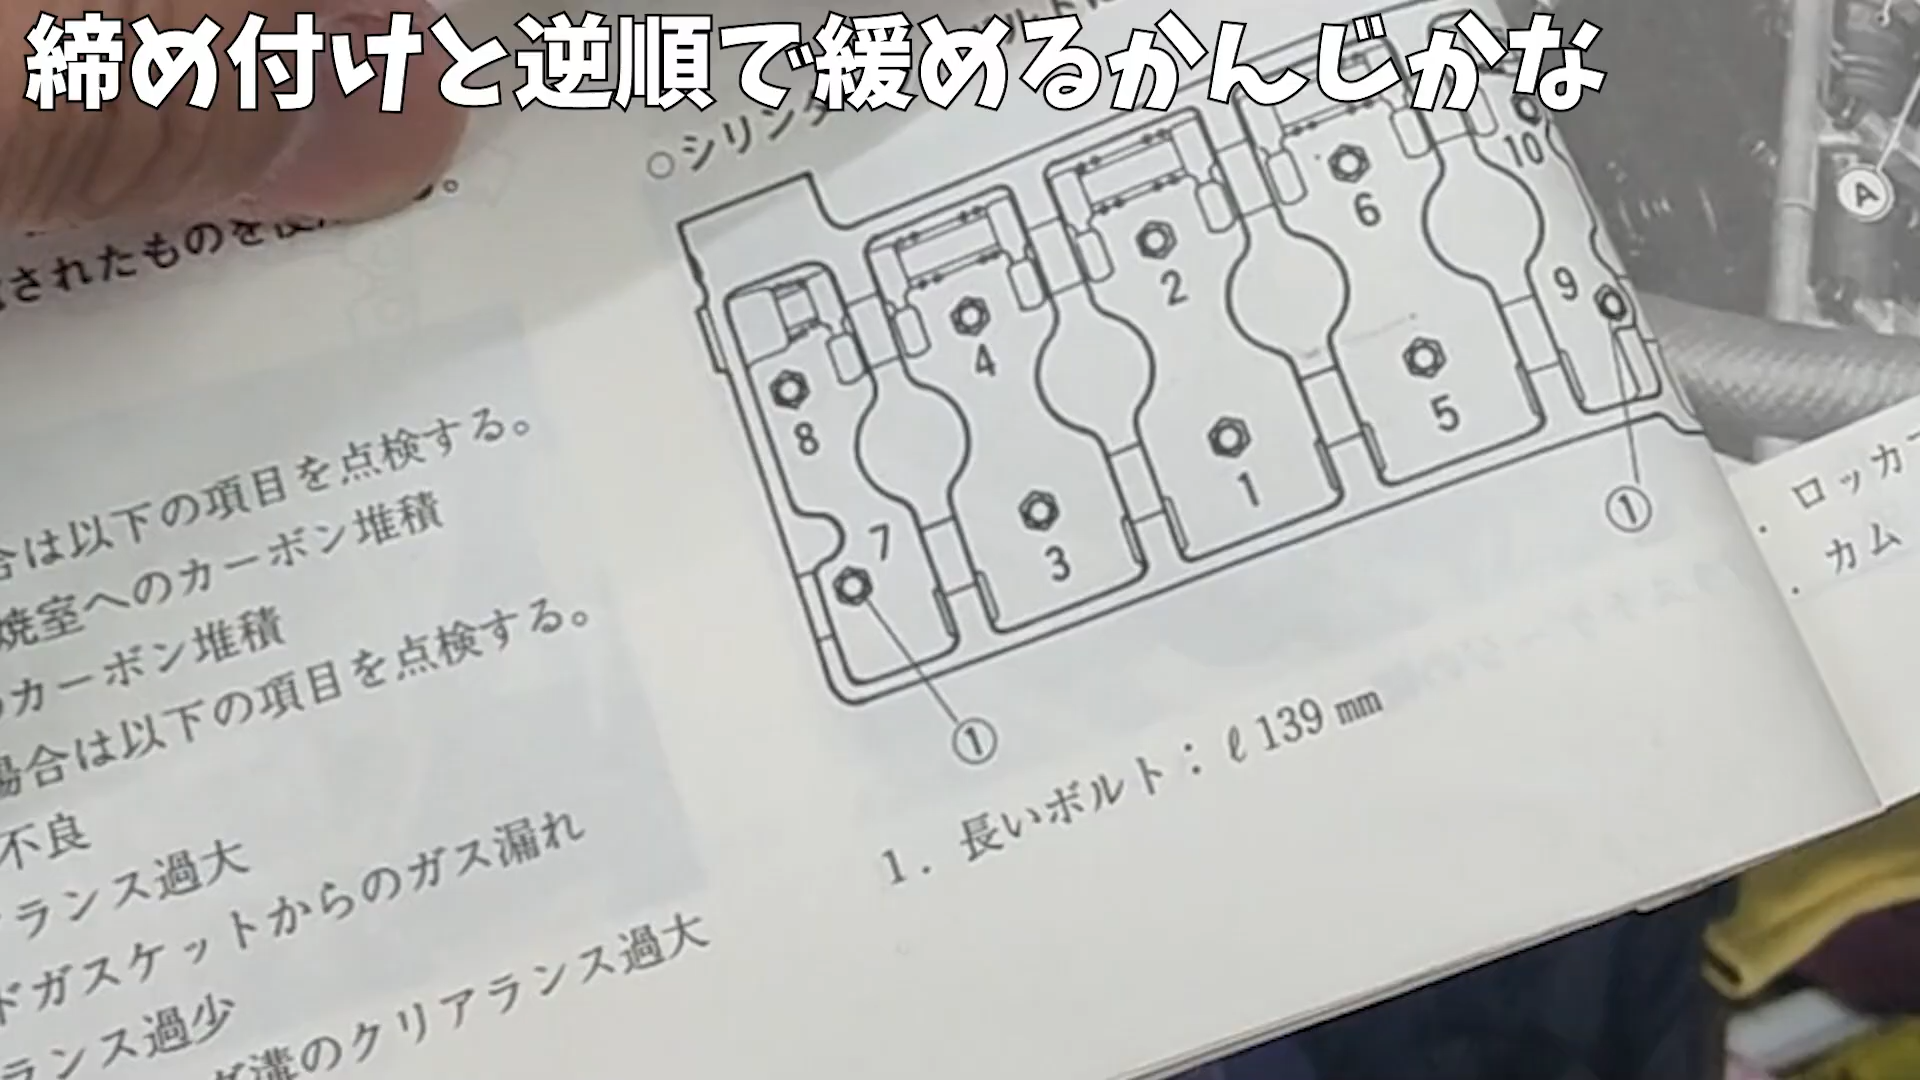 締め付けと逆順で緩めるかんじかな
されたものを
○シリンダ
10
A
6
2
9
4
8
5
1
7
3
①
①
合は以下の項目を点検する。
焼室へのカーボン堆積
カーボン堆積
場合は以下の項目を点検する。
不良
ランス過大
ドガスケットからのガス漏れ
ランス過少
溝のクリアランス過大
1. 長いボルト：ℓ 139 mm
・ロッカー
カム